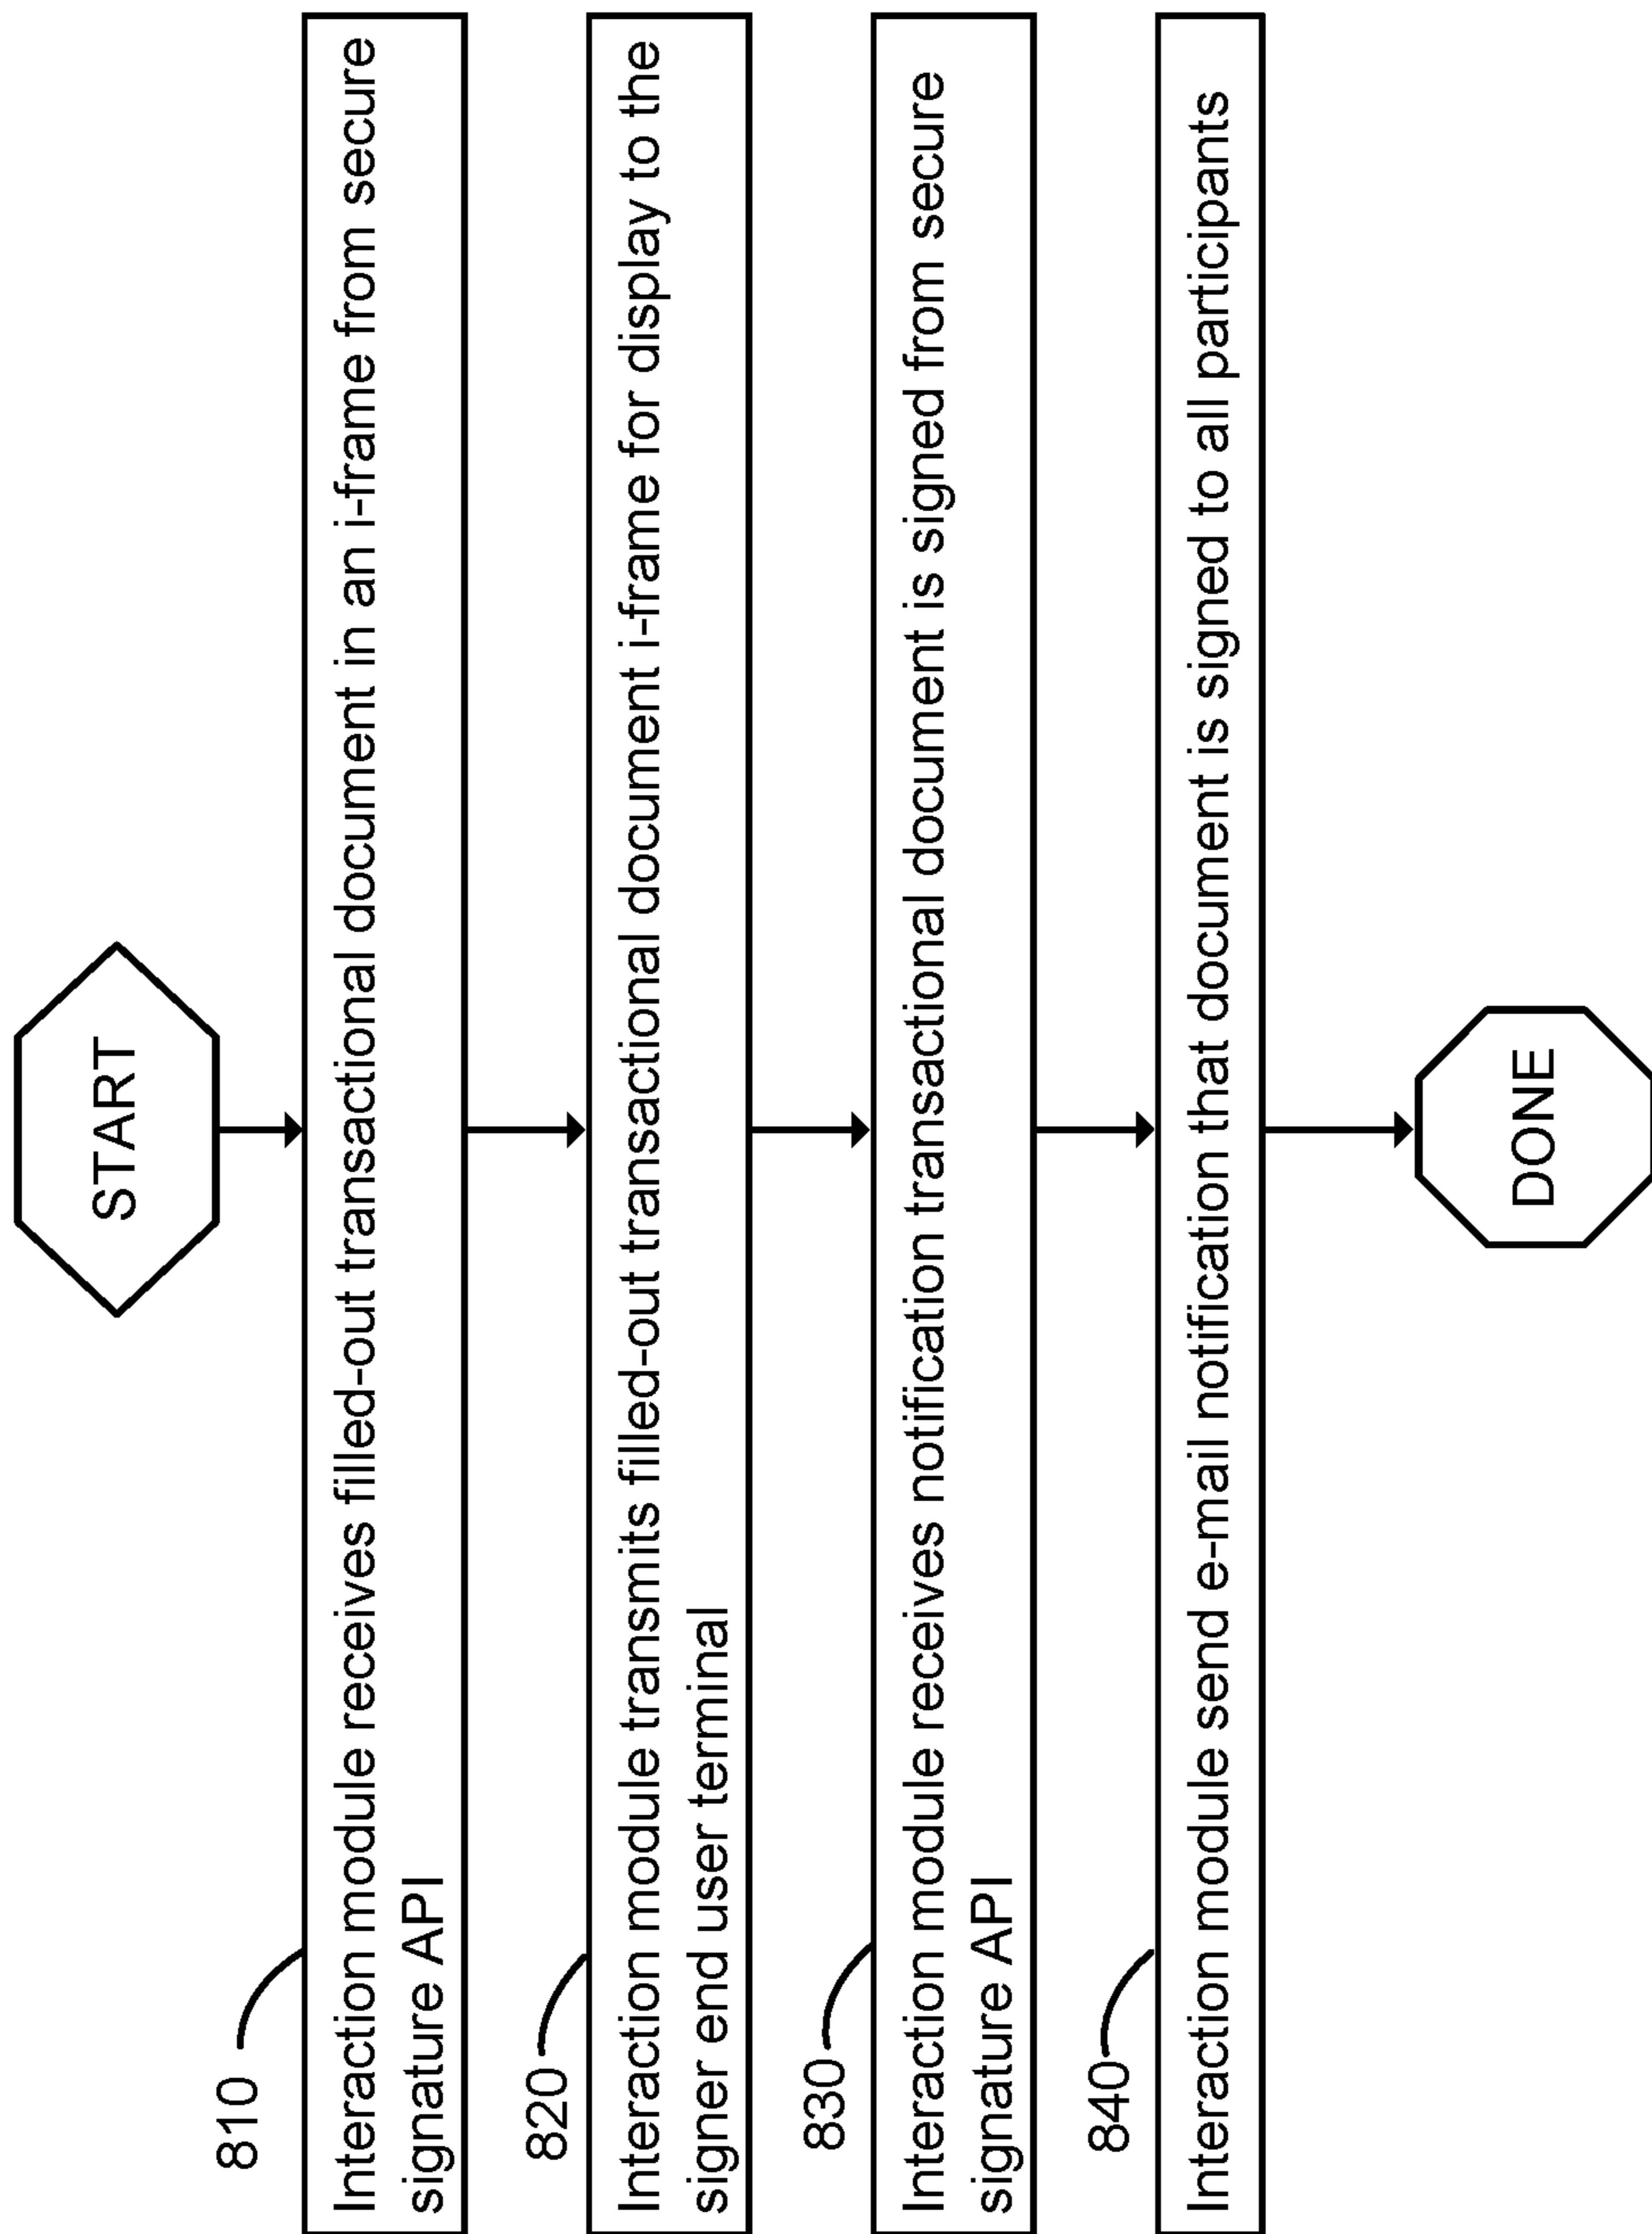 START
810
Interaction module receives filled-out transactional document in an i-frame from secure
signature API
820
Interaction module transmits filled-out transactional document i-frame for display to the
signer end user terminal
830
Interaction module receives notification transactional document is signed from secure
signature API
840
Interaction module send e-mail notification that document is signed to all participants
DONE